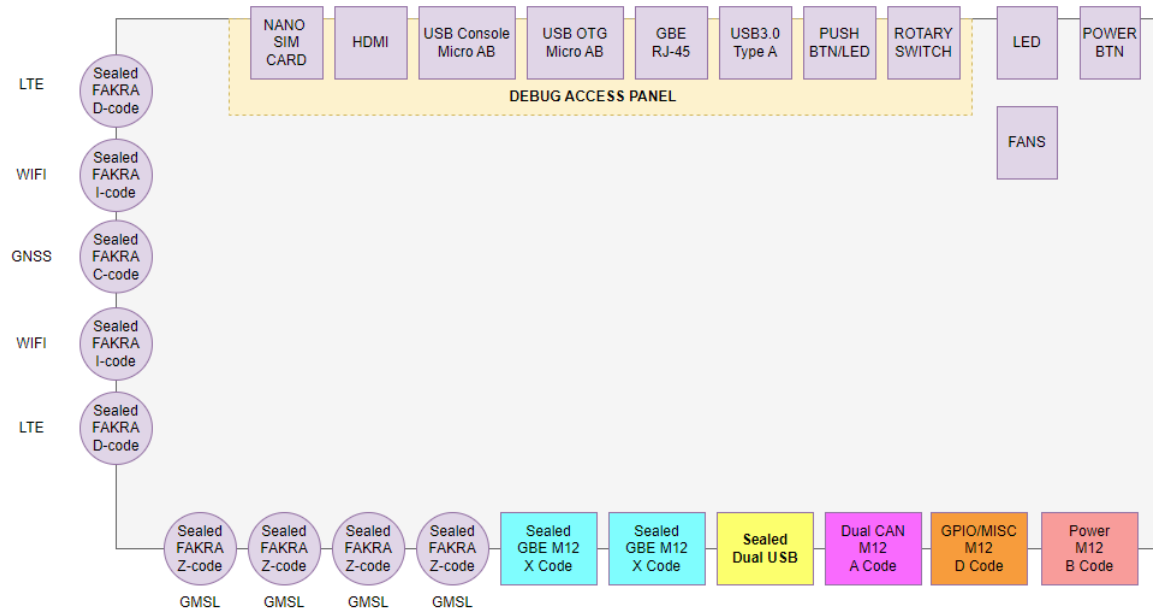 NANO
SIM
CARD
HDMI
USB Console
Micro AB
USB OTG
Micro AB
GBE
RJ-45
USB3.0
Type A
PUSH
BTN/LED
ROTARY
SWITCH
LED
POWER
BTN
DEBUG ACCESS PANEL
FANS
LTE
Sealed
FAKRA
D-code
WIFI
Sealed
FAKRA
I-code
GNSS
Sealed
FAKRA
C-code
WIFI
Sealed
FAKRA
I-code
LTE
Sealed
FAKRA
D-code
Sealed
FAKRA
Z-code
GMSL
Sealed
FAKRA
Z-code
GMSL
Sealed
FAKRA
Z-code
GMSL
Sealed
FAKRA
Z-code
GMSL
Sealed
GBE M12
X Code
Sealed
GBE M12
X Code
Sealed
Dual USB
Dual CAN
M12
A Code
GPIO/MISC
M12
D Code
Power
M12
B Code